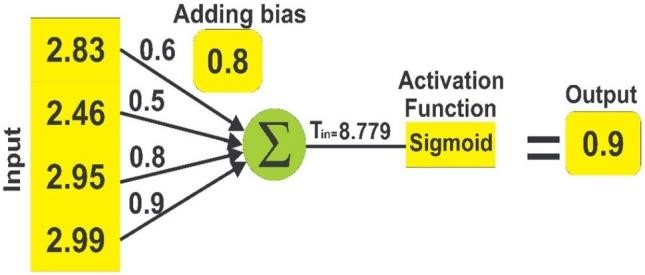 Adding bias
0.8
Input
2.83
2.46
2.95
2.99
0.6
0.5
0.8
0.9
Σ
Tin=8.779
Activation
Function
Sigmoid
=
Output
0.9